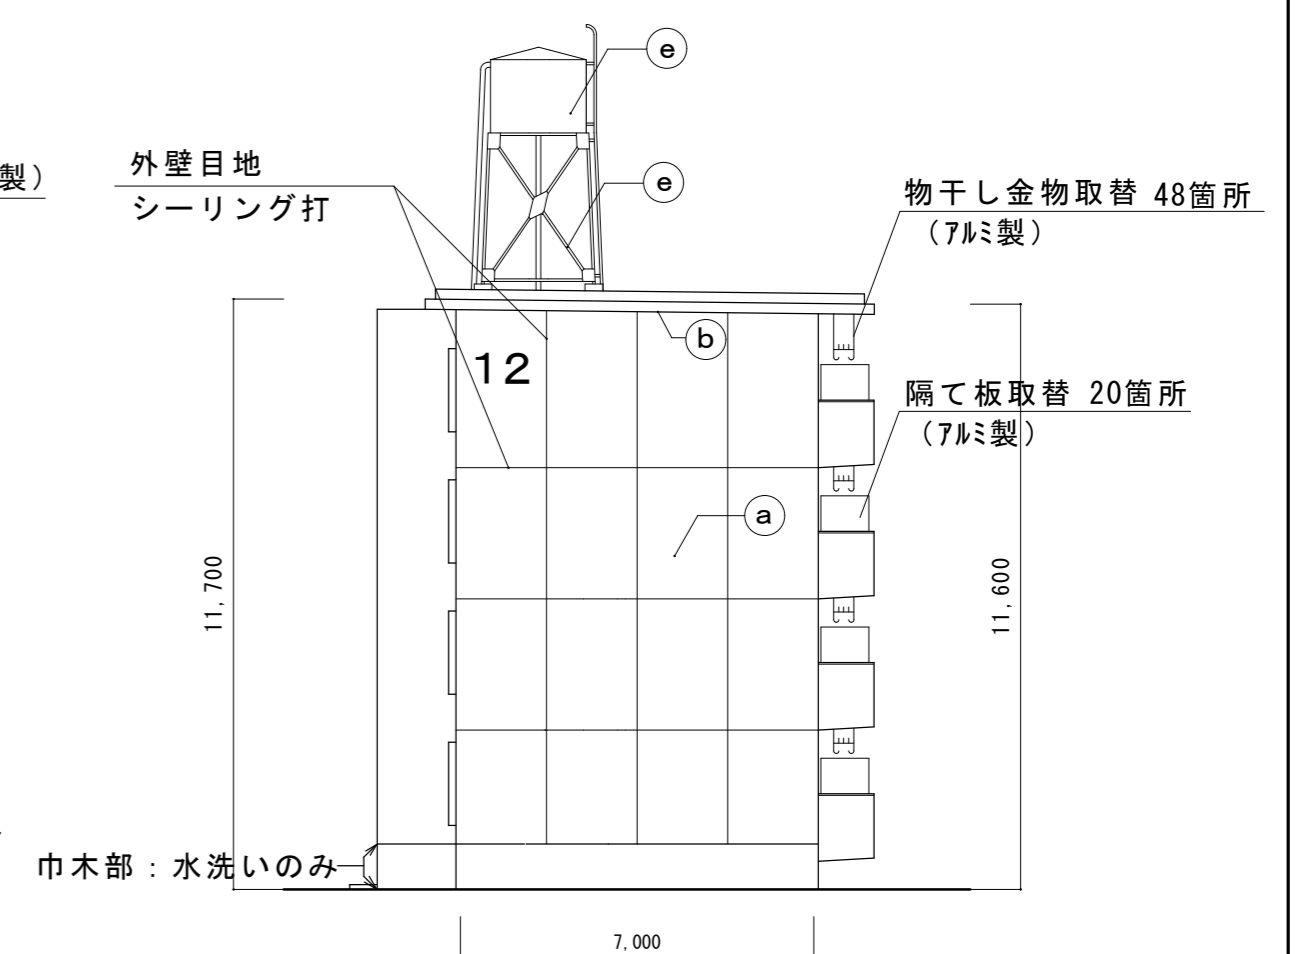 ⓔ
製）
外壁目地
シーリング打
ⓔ
物干し金物取替 48箇所
（ｱﾙﾐ製）
ⓑ
12
隔て板取替 20箇所
（ｱﾙﾐ製）
ⓐ
11,700
11,600
巾木部：水洗いのみ
7,000